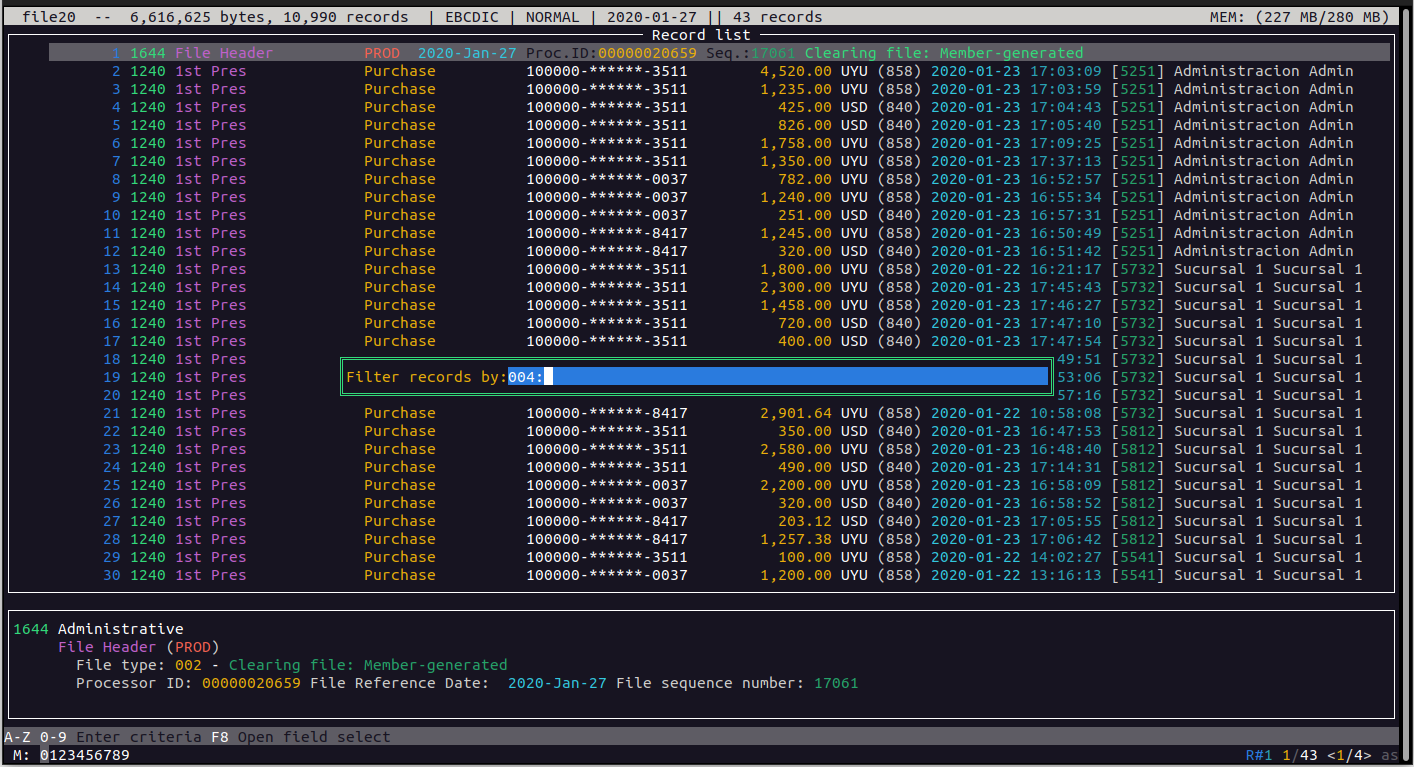 file20 -- 6,616,625 bytes, 10,990 records | EBCDIC | NORMAL | 2020-01-27 || 43 records MEM: (227 MB/280 MB)
Record list
1 1644 File Header PROD 2020-Jan-27 Proc.ID:00000020659 Seq.:17061 Clearing file: Member-generated
2 1240 1st Pres Purchase 100000-******-3511 4,520.00 UYU (858) 2020-01-23 17:03:09 [5251] Administracion Admin
3 1240 1st Pres Purchase 100000-******-3511 1,235.00 UYU (858) 2020-01-23 17:03:59 [5251] Administracion Admin
4 1240 1st Pres Purchase 100000-******-3511 425.00 USD (840) 2020-01-23 17:04:43 [5251] Administracion Admin
5 1240 1st Pres Purchase 100000-******-3511 826.00 USD (840) 2020-01-23 17:05:40 [5251] Administracion Admin
6 1240 1st Pres Purchase 100000-******-3511 1,758.00 UYU (858) 2020-01-23 17:09:25 [5251] Administracion Admin
7 1240 1st Pres Purchase 100000-******-3511 1,350.00 UYU (858) 2020-01-23 17:37:13 [5251] Administracion Admin
8 1240 1st Pres Purchase 100000-******-0037 782.00 UYU (858) 2020-01-23 16:52:57 [5251] Administracion Admin
9 1240 1st Pres Purchase 100000-******-0037 1,240.00 UYU (858) 2020-01-23 16:55:34 [5251] Administracion Admin
10 1240 1st Pres Purchase 100000-******-0037 251.00 USD (840) 2020-01-23 16:57:31 [5251] Administracion Admin
11 1240 1st Pres Purchase 100000-******-8417 1,245.00 UYU (858) 2020-01-23 16:50:49 [5251] Administracion Admin
12 1240 1st Pres Purchase 100000-******-8417 320.00 USD (840) 2020-01-23 16:51:42 [5251] Administracion Admin
13 1240 1st Pres Purchase 100000-******-3511 1,800.00 UYU (858) 2020-01-22 16:21:17 [5732] Sucursal 1 Sucursal 1
14 1240 1st Pres Purchase 100000-******-3511 2,300.00 UYU (858) 2020-01-23 17:45:43 [5732] Sucursal 1 Sucursal 1
15 1240 1st Pres Purchase 100000-******-3511 1,458.00 UYU (858) 2020-01-23 17:46:27 [5732] Sucursal 1 Sucursal 1
16 1240 1st Pres Purchase 100000-******-3511 720.00 USD (840) 2020-01-23 17:47:10 [5732] Sucursal 1 Sucursal 1
17 1240 1st Pres Purchase 100000-******-3511 400.00 USD (840) 2020-01-23 17:47:54 [5732] Sucursal 1 Sucursal 1
18 1240 1st Pres 49:51 [5732] Sucursal 1 Sucursal 1
19 1240 1st Pres Filter records by:004: 53:06 [5732] Sucursal 1 Sucursal 1
20 1240 1st Pres 57:16 [5732] Sucursal 1 Sucursal 1
21 1240 1st Pres Purchase 100000-******-8417 2,901.64 UYU (858) 2020-01-22 10:58:08 [5732] Sucursal 1 Sucursal 1
22 1240 1st Pres Purchase 100000-******-3511 350.00 USD (840) 2020-01-23 16:47:53 [5812] Sucursal 1 Sucursal 1
23 1240 1st Pres Purchase 100000-******-3511 2,580.00 UYU (858) 2020-01-23 16:48:40 [5812] Sucursal 1 Sucursal 1
24 1240 1st Pres Purchase 100000-******-3511 490.00 USD (840) 2020-01-23 17:14:31 [5812] Sucursal 1 Sucursal 1
25 1240 1st Pres Purchase 100000-******-0037 2,200.00 UYU (858) 2020-01-23 16:58:09 [5812] Sucursal 1 Sucursal 1
26 1240 1st Pres Purchase 100000-******-0037 320.00 USD (840) 2020-01-23 16:58:52 [5812] Sucursal 1 Sucursal 1
27 1240 1st Pres Purchase 100000-******-8417 203.12 USD (840) 2020-01-23 17:05:55 [5812] Sucursal 1 Sucursal 1
28 1240 1st Pres Purchase 100000-******-8417 1,257.38 UYU (858) 2020-01-23 17:06:42 [5812] Sucursal 1 Sucursal 1
29 1240 1st Pres Purchase 100000-******-3511 100.00 UYU (858) 2020-01-22 14:02:27 [5541] Sucursal 1 Sucursal 1
30 1240 1st Pres Purchase 100000-******-0037 1,200.00 UYU (858) 2020-01-22 13:16:13 [5541] Sucursal 1 Sucursal 1
1644 Administrative
File Header (PROD)
File type: 002 - Clearing file: Member-generated
Processor ID: 00000020659 File Reference Date: 2020-Jan-27 File sequence number: 17061
A-Z 0-9 Enter criteria F8 Open field select
M: 0123456789 R#1 1/43 <1/4> as